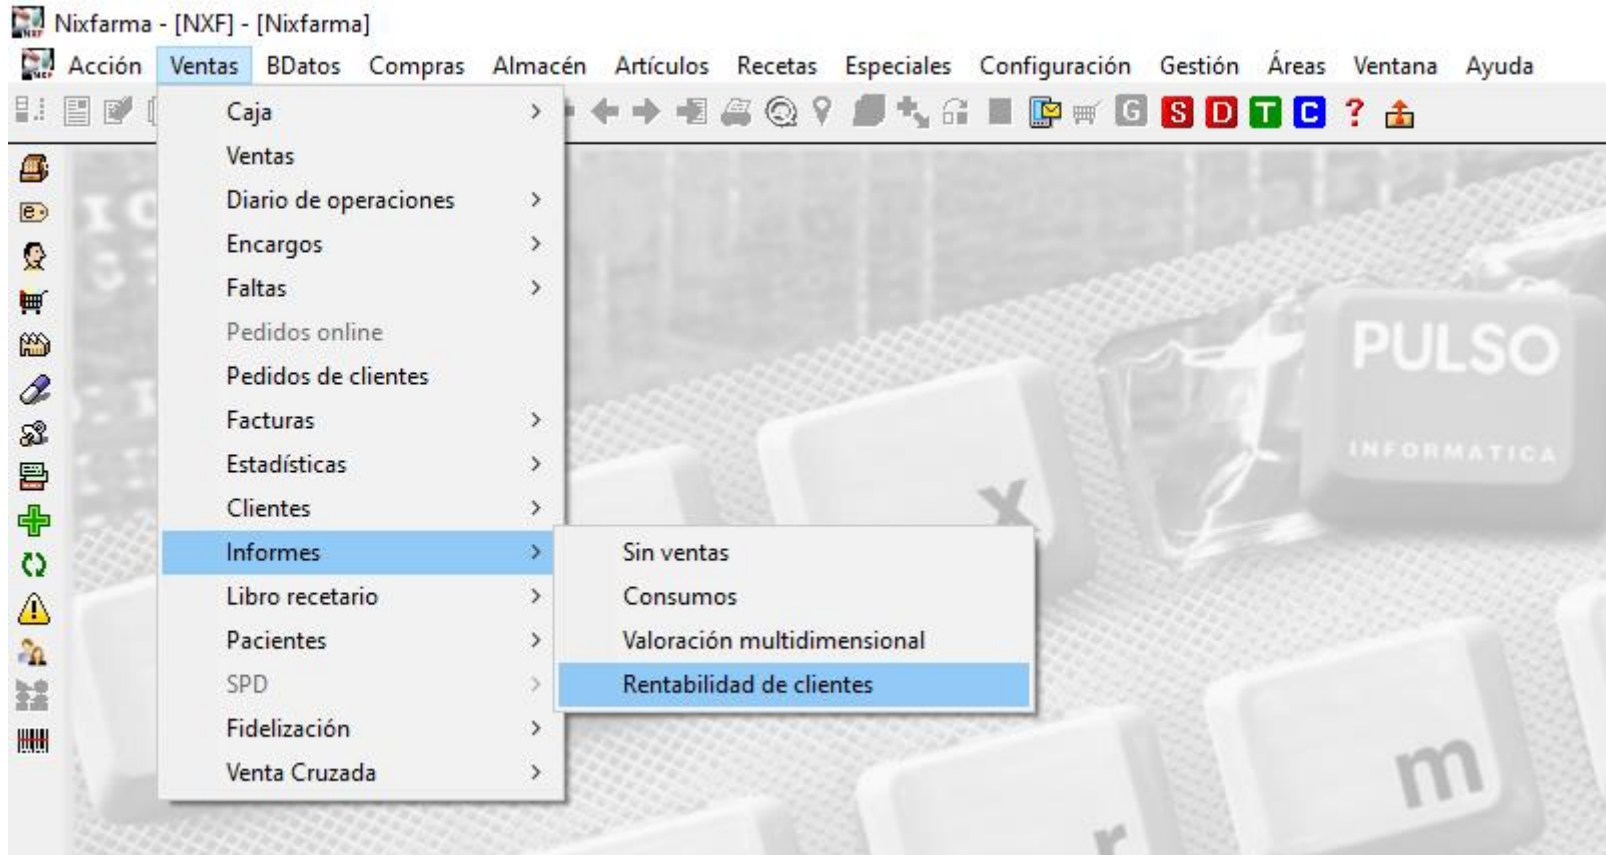 Nixfarma - [NXF] - [Nixfarma]
Acción Ventas BDatos Compras Almacén Artículos Recetas Especiales Configuración Gestión Áreas Ventana Ayuda
G S D T C ?
Caja
Ventas
Diario de operaciones
Encargos
Faltas
Pedidos online
Pedidos de clientes
Facturas
Estadísticas
Clientes
Informes
Libro recetario
Pacientes
SPD
Fidelización
Venta Cruzada
Sin ventas
Consumos
Valoración multidimensional
Rentabilidad de clientes
PULSO
INFORMATICA
x
m
r